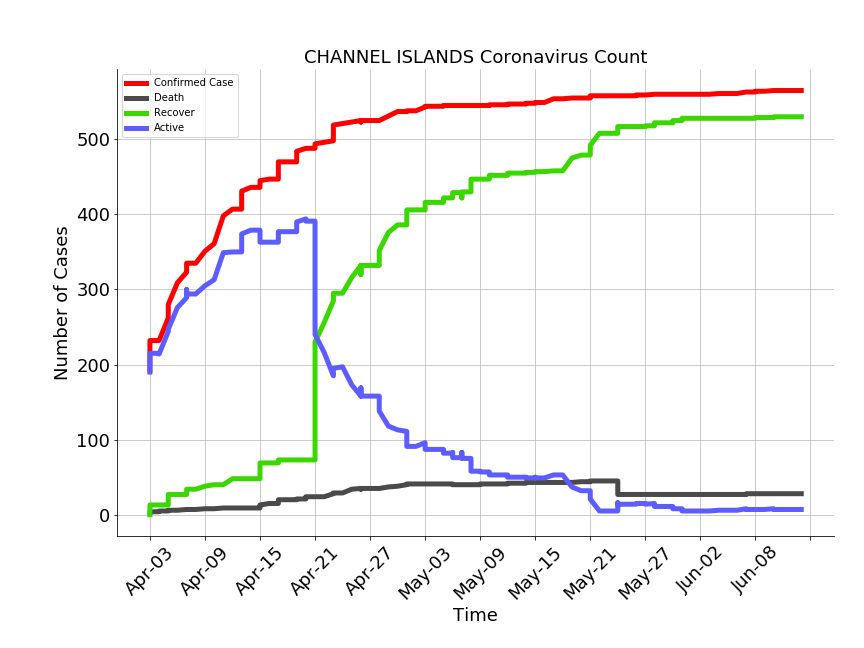 CHANNEL ISLANDS Coronavirus Count
Confirmed Case
Death
Recover
Active
500
400
300
200
100
0
Number of Cases
Apr-03
Apr-09
Apr-15
Apr-21
Apr-27
May-03
May-09
May-15
May-21
May-27
Jun-02
Jun-08
Time